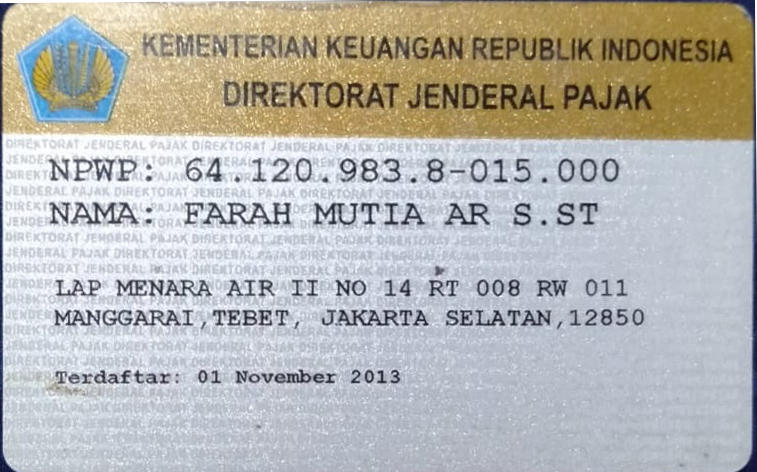 KEMENTERIAN KEUANGAN REPUBLIK INDONESIA
DIREKTORAT JENDERAL PAJAK
NPWP: 64.120.983.8-015.000
NAMA: FARAH MUTIA AR S.ST
LAP MENARA AIR II NO 14 RT 008 RW 011
MANGGARAI,TEBET, JAKARTA SELATAN,12850
Terdaftar: 01 November 2013